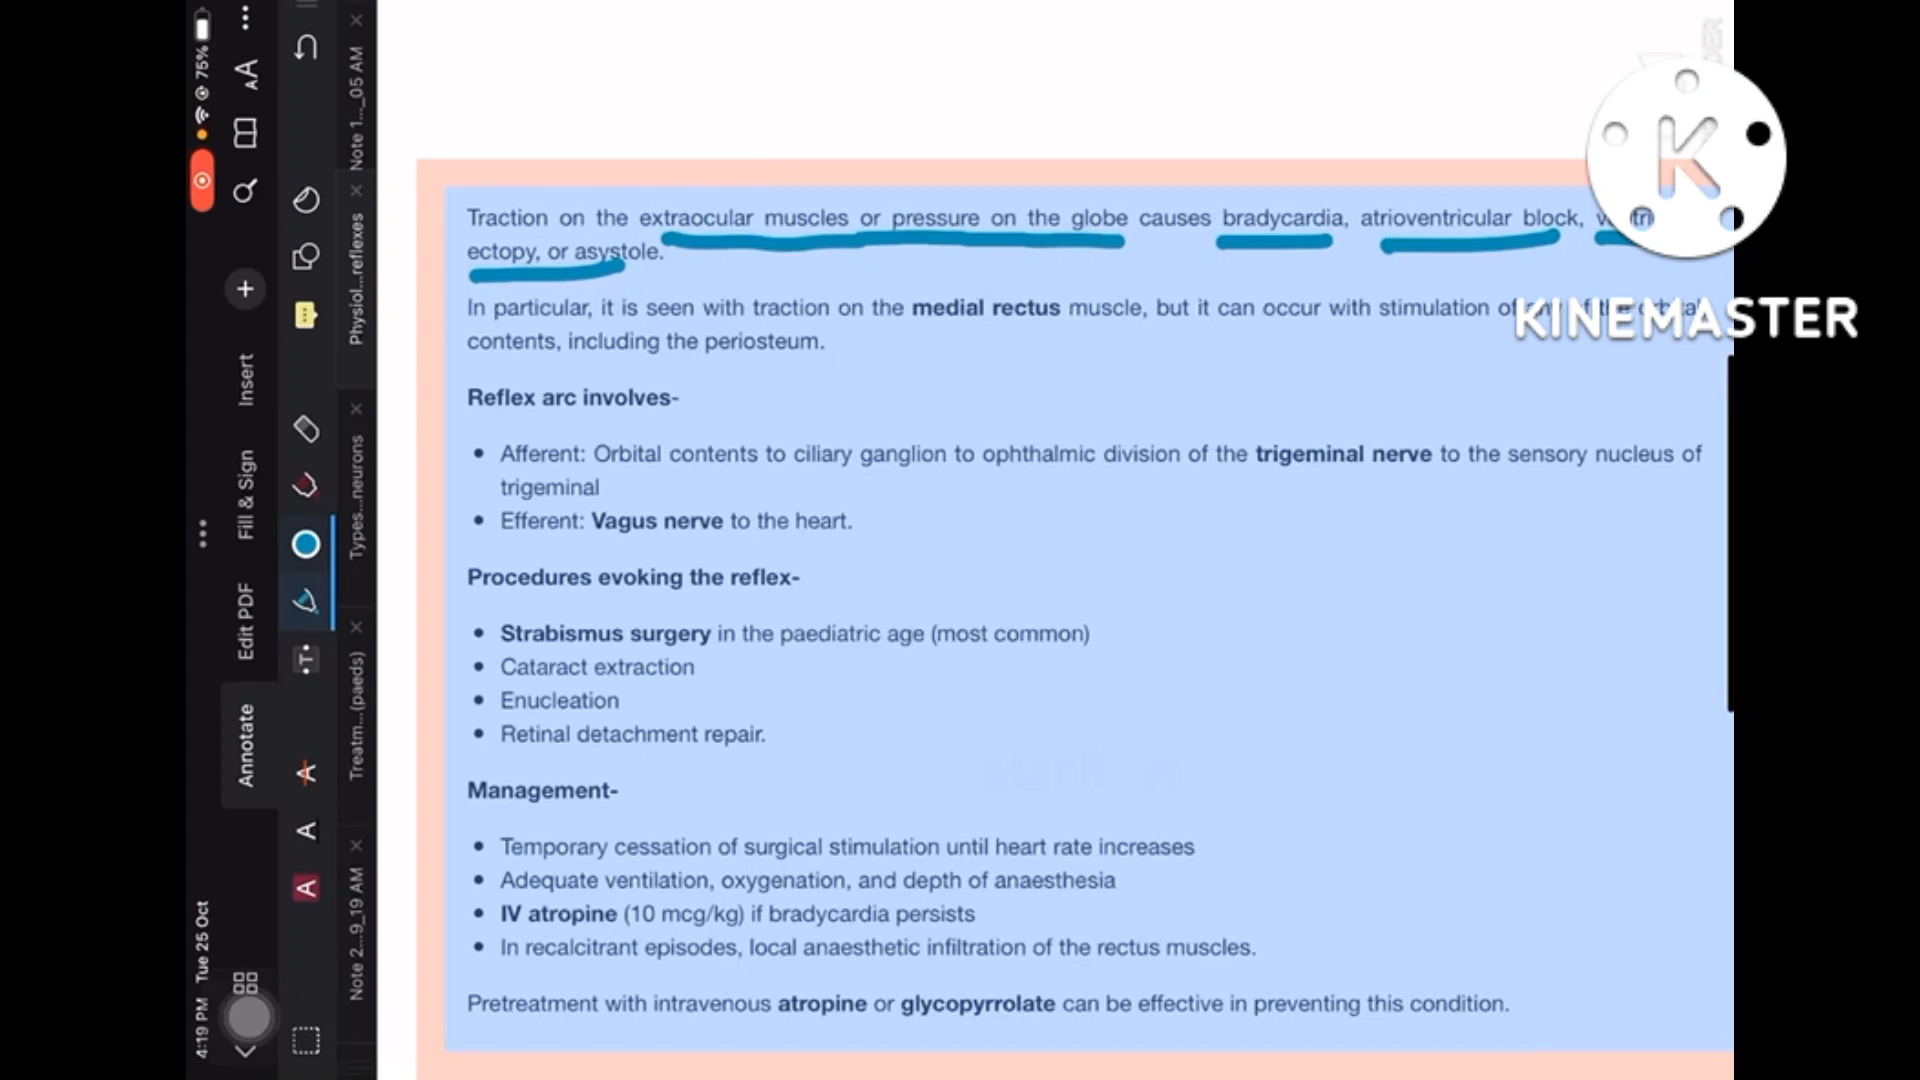 4:19 PM Tue 25 Oct
75%
Annotate
Edit PDF
Fill & Sign
Insert
AA
A
A
A
T
Note 2...9_19 AM
Treatm...(paeds)
Types...neurons
Physiol...reflexes
Note 1..._05 AM
K
KINEMASTER
Traction on the extraocular muscles or pressure on the globe causes bradycardia, atrioventricular block,
ectopy, or asystole.
In particular, it is seen with traction on the medial rectus muscle, but it can occur with stimulation of any of the orbital
contents, including the periosteum.
Reflex arc involves-
• Afferent: Orbital contents to ciliary ganglion to ophthalmic division of the trigeminal nerve to the sensory nucleus of
trigeminal
• Efferent: Vagus nerve to the heart.
Procedures evoking the reflex-
• Strabismus surgery in the paediatric age (most common)
• Cataract extraction
• Enucleation
• Retinal detachment repair.
Management-
• Temporary cessation of surgical stimulation until heart rate increases
• Adequate ventilation, oxygenation, and depth of anaesthesia
• IV atropine (10 mcg/kg) if bradycardia persists
• In recalcitrant episodes, local anaesthetic infiltration of the rectus muscles.
Pretreatment with intravenous atropine or glycopyrrolate can be effective in preventing this condition.